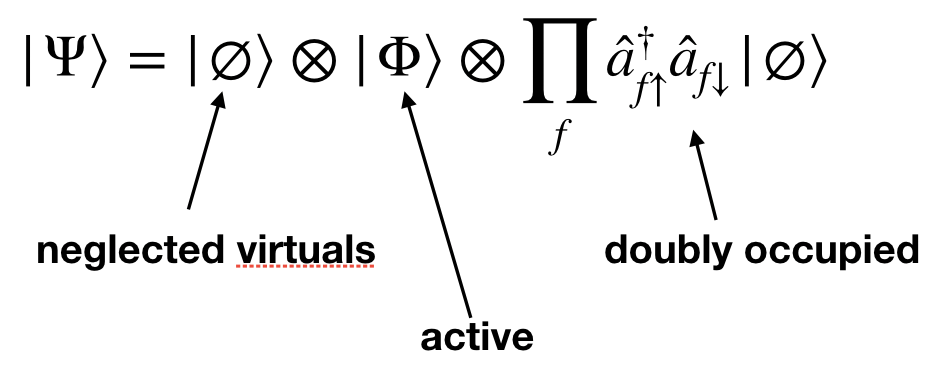 |Ψ⟩ = |∅⟩ ⊗ |Φ⟩ ⊗ ∏_f â†_{f↑} â_{f↓} |∅⟩
neglected virtuals
doubly occupied
active